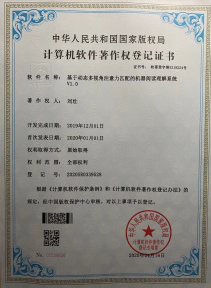 中华人民共和国国家版权局
计算机软件著作权登记证书
软件名称： 基于动态多视角注意力匹配的机器阅读理解系统
V1.0
著作权人： 刘壮
开发完成日期： 2019年12月01日
首次发表日期： 2020年01月01日
权利取得方式： 原始取得
权利范围： 全部权利
登记号：
根据《计算机软件保护条例》和《计算机软件著作权登记办法》的
规定，经中国版权保护中心审核，对以上事项予以登记。